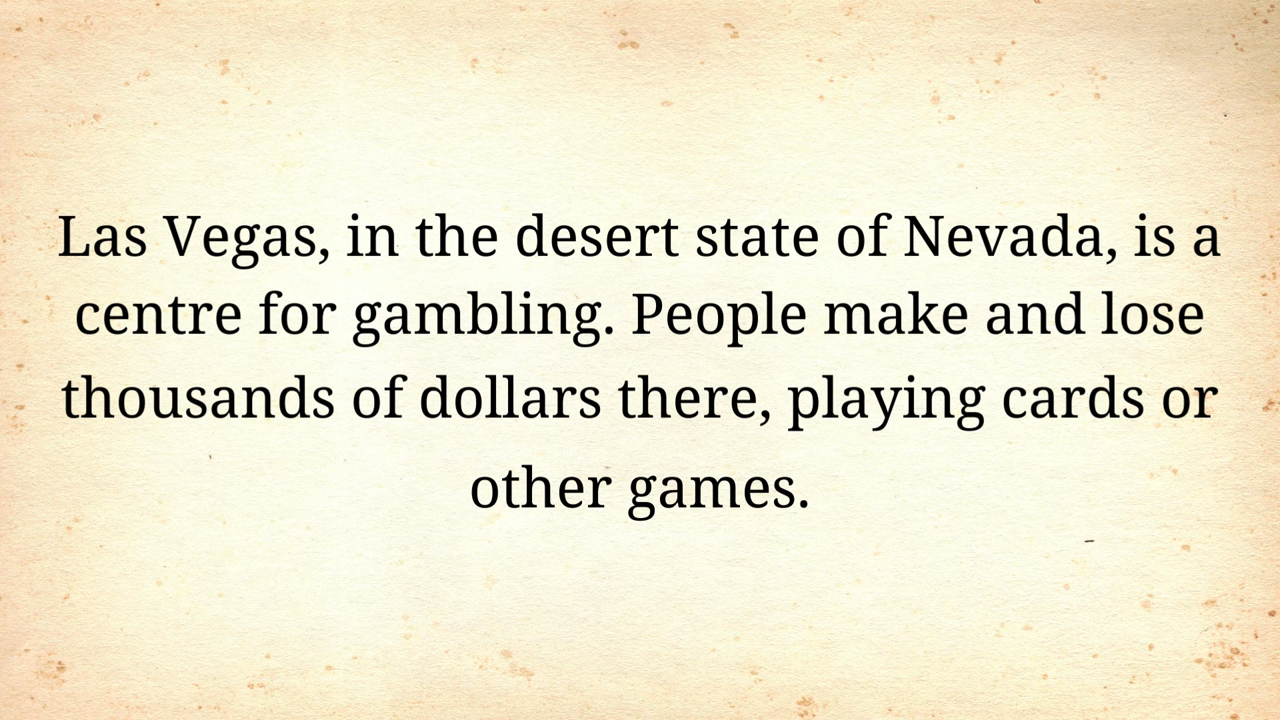 Las Vegas, in the desert state of Nevada, is a
centre for gambling. People make and lose
thousands of dollars there, playing cards or
other games.